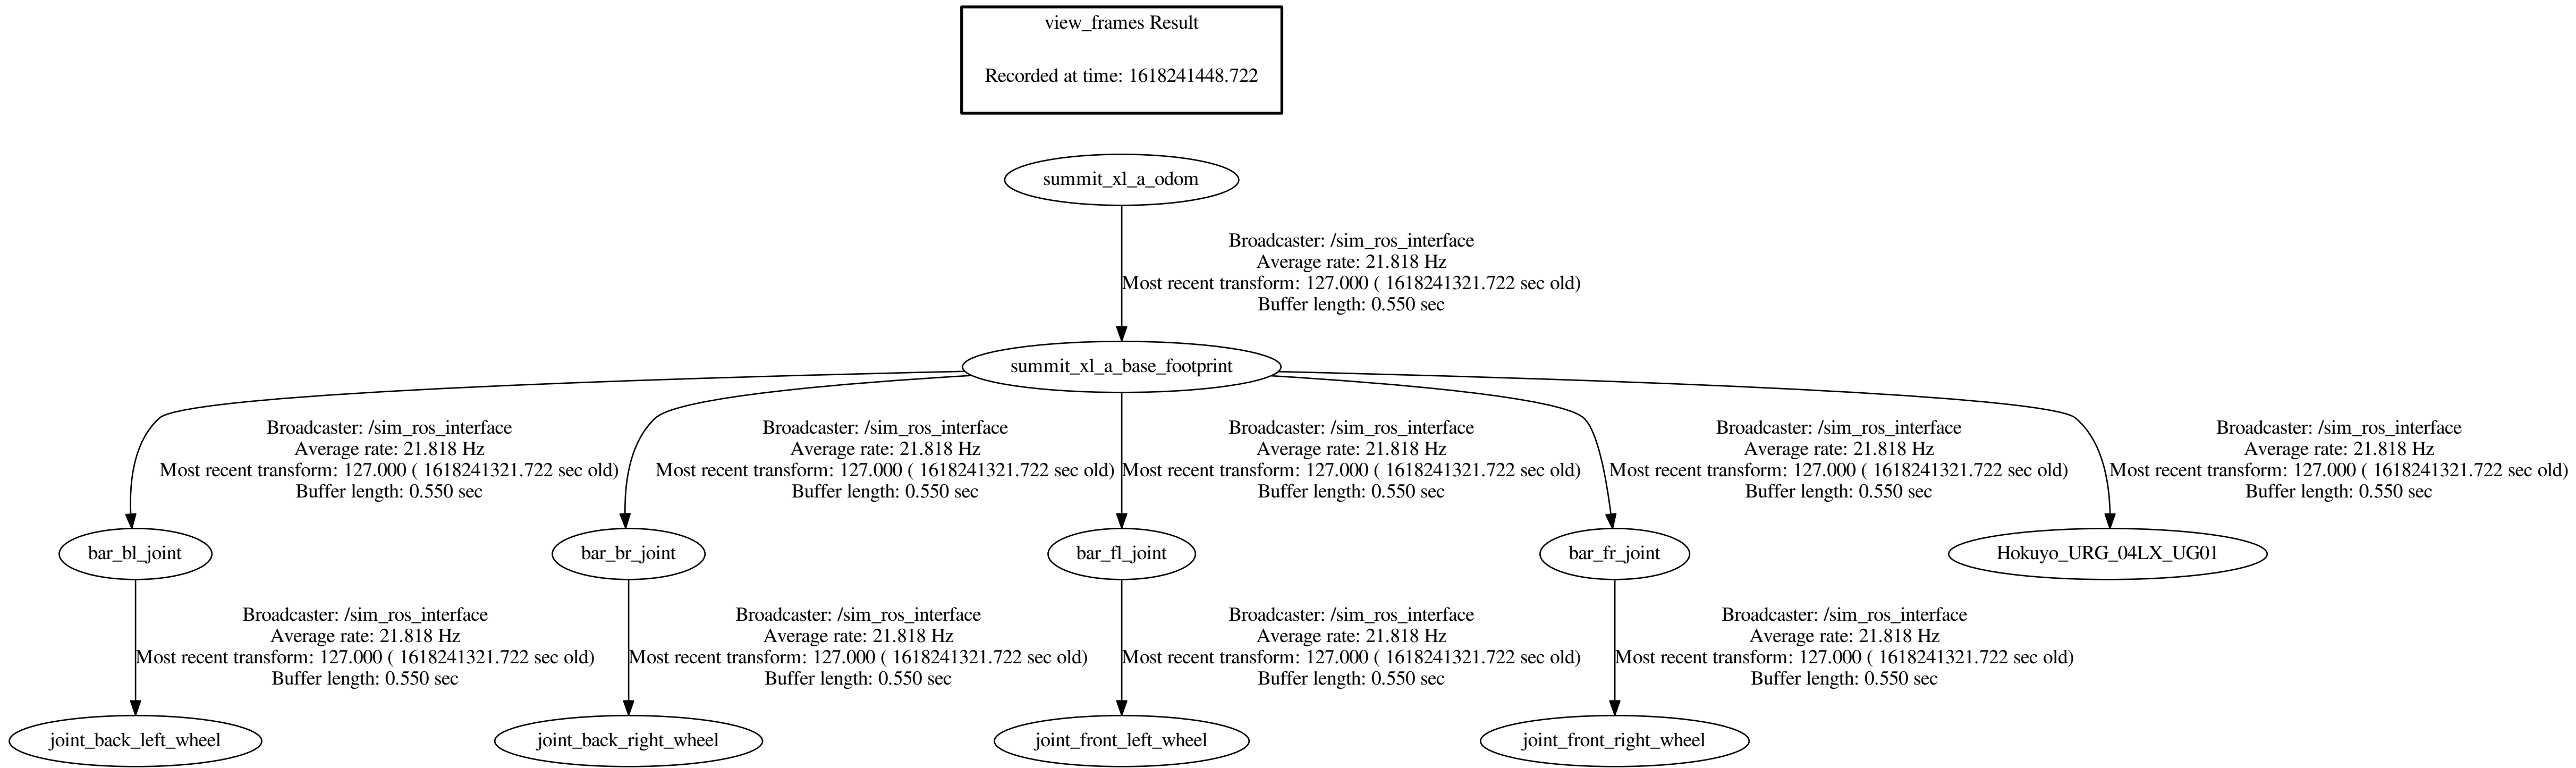 view_frames Result
Recorded at time: 1618241448.722
summit_xl_a_odom
Broadcaster: /sim_ros_interface
Average rate: 21.818 Hz
Most recent transform: 127.000 ( 1618241321.722 sec old)
Buffer length: 0.550 sec
summit_xl_a_base_footprint
Broadcaster: /sim_ros_interface
Average rate: 21.818 Hz
Most recent transform: 127.000 ( 1618241321.722 sec old)
Buffer length: 0.550 sec
Broadcaster: /sim_ros_interface
Average rate: 21.818 Hz
Most recent transform: 127.000 ( 1618241321.722 sec old)
Buffer length: 0.550 sec
Broadcaster: /sim_ros_interface
Average rate: 21.818 Hz
Most recent transform: 127.000 ( 1618241321.722 sec old)
Buffer length: 0.550 sec
Broadcaster: /sim_ros_interface
Average rate: 21.818 Hz
Most recent transform: 127.000 ( 1618241321.722 sec old)
Buffer length: 0.550 sec
Broadcaster: /sim_ros_interface
Average rate: 21.818 Hz
Most recent transform: 127.000 ( 1618241321.722 sec old)
Buffer length: 0.550 sec
bar_bl_joint
bar_br_joint
bar_fl_joint
bar_fr_joint
Hokuyo_URG_04LX_UG01
Broadcaster: /sim_ros_interface
Average rate: 21.818 Hz
Most recent transform: 127.000 ( 1618241321.722 sec old)
Buffer length: 0.550 sec
Broadcaster: /sim_ros_interface
Average rate: 21.818 Hz
Most recent transform: 127.000 ( 1618241321.722 sec old)
Buffer length: 0.550 sec
Broadcaster: /sim_ros_interface
Average rate: 21.818 Hz
Most recent transform: 127.000 ( 1618241321.722 sec old)
Buffer length: 0.550 sec
Broadcaster: /sim_ros_interface
Average rate: 21.818 Hz
Most recent transform: 127.000 ( 1618241321.722 sec old)
Buffer length: 0.550 sec
joint_back_left_wheel
joint_back_right_wheel
joint_front_left_wheel
joint_front_right_wheel